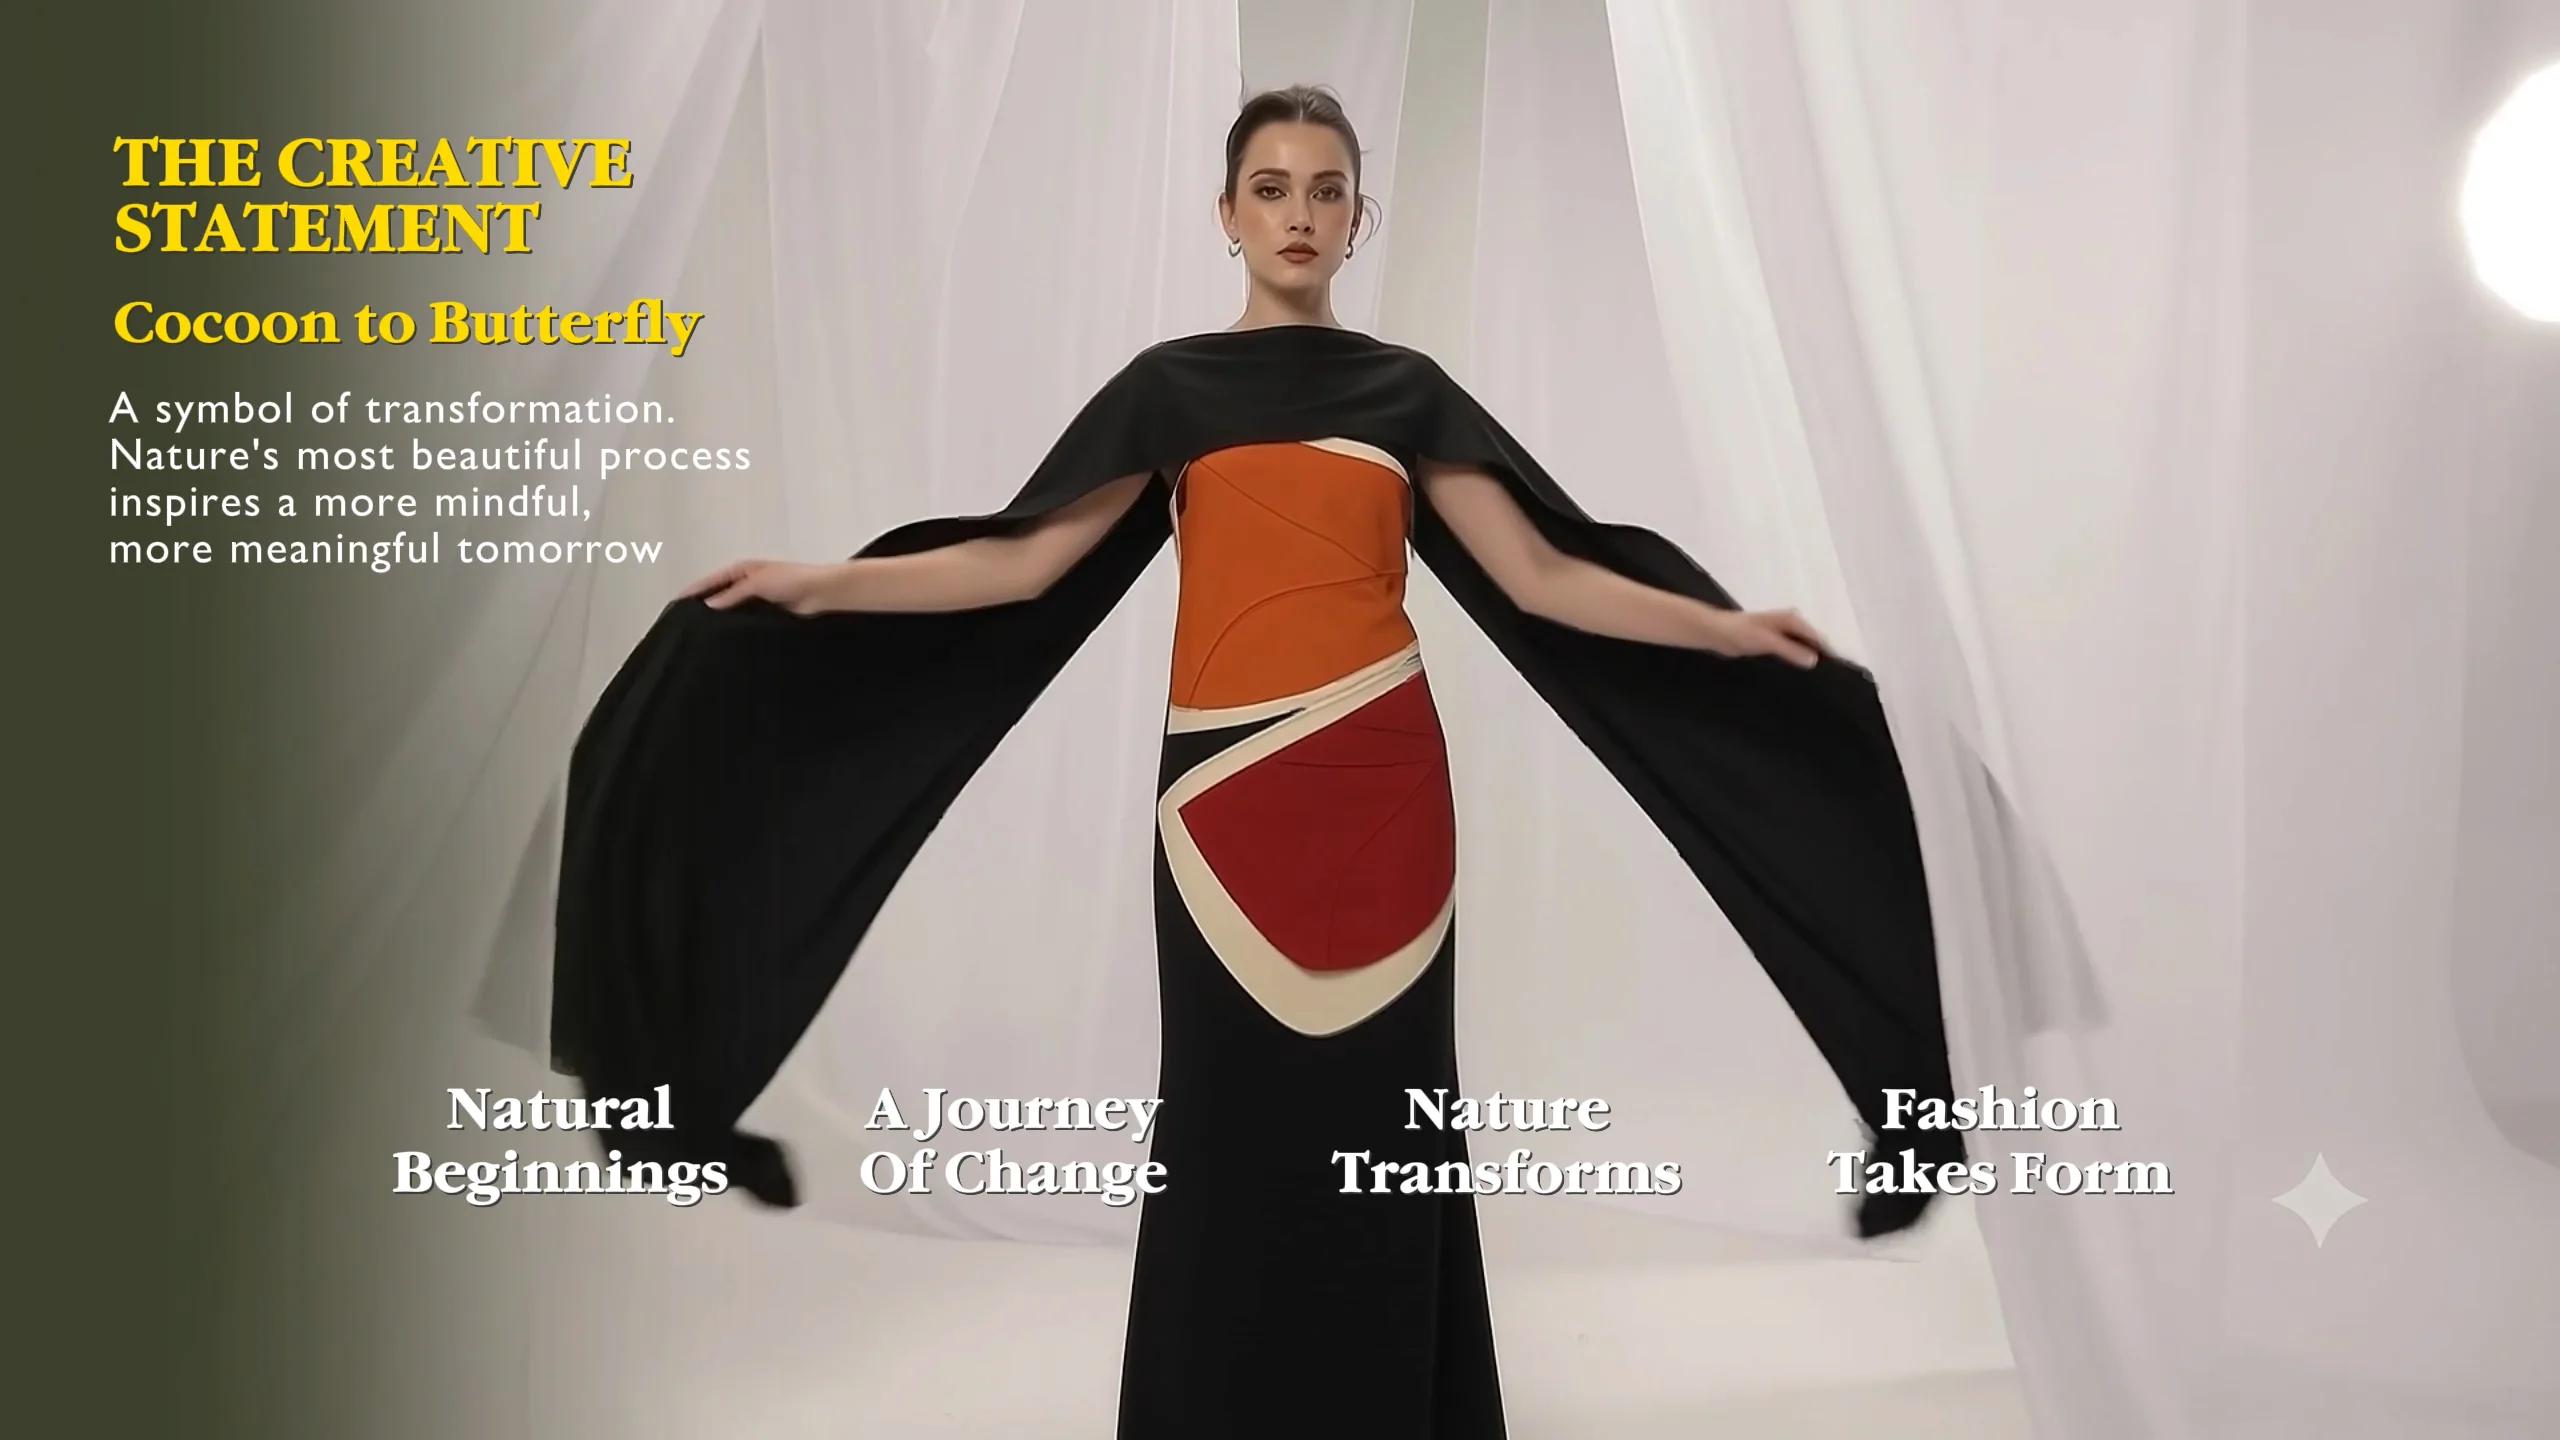 THE CREATIVE
STATEMENT
Cocoon to Butterfly
A symbol of transformation.
Nature's most beautiful process
inspires a more mindful,
more meaningful tomorrow
Natural
Beginnings
A Journey
Of Change
Nature
Transforms
Fashion
Takes Form